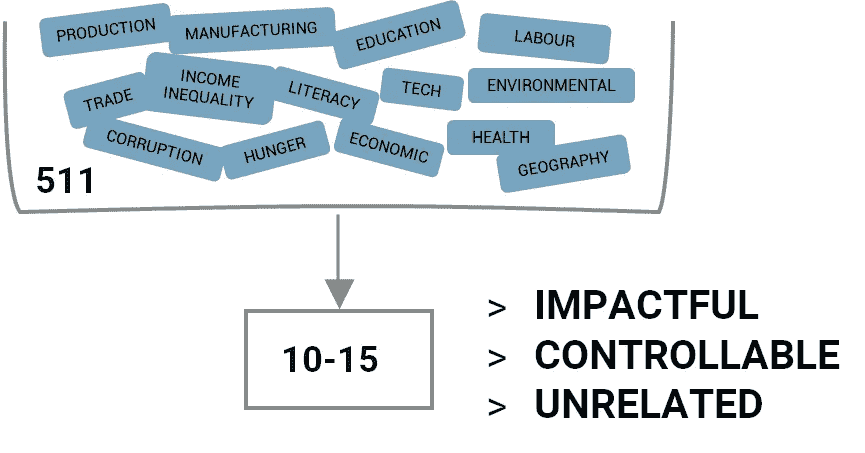 PRODUCTION
MANUFACTURING
EDUCATION
LABOUR
TRADE
INCOME
INEQUALITY
LITERACY
TECH
ENVIRONMENTAL
CORRUPTION
HUNGER
ECONOMIC
HEALTH
GEOGRAPHY
511
10-15
> IMPACTFUL
> CONTROLLABLE
> UNRELATED